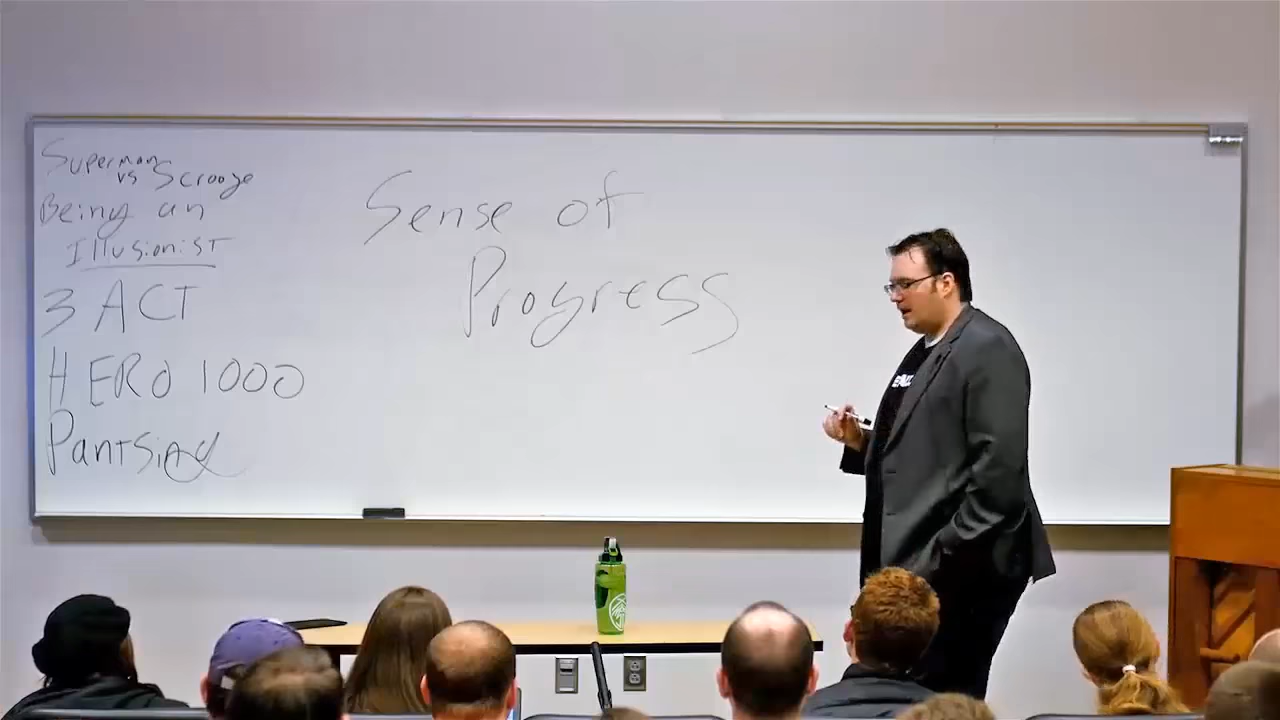 Superman
vs Scrooge
Being an
Illusionist
3 ACT
HERO 1000
Pantsing
Sense of
Progress